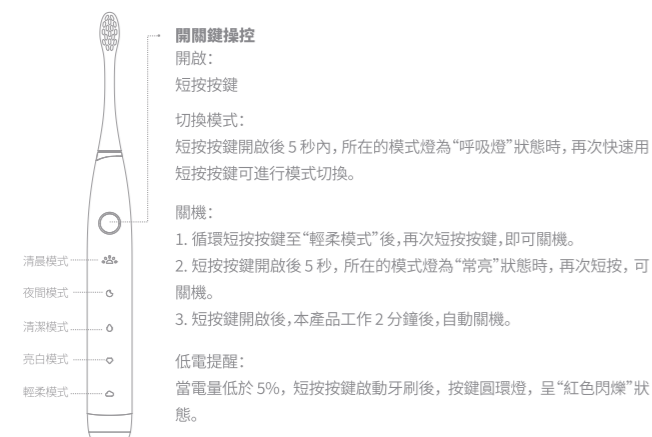 開關鍵操控
開啟：
短按按鍵
切換模式：
短按按鍵開啟後 5 秒內，所在的模式燈為“呼吸燈”狀態時，再次快速用
短按按鍵可進行模式切換。
關機：
1. 循環短按按鍵至“輕柔模式”後，再次短按按鍵，即可關機。
2. 短按按鍵開啟後 5 秒，所在的模式燈為“常亮”狀態時，再次短按，可
關機。
3. 短按鍵開啟後，本產品工作 2 分鐘後，自動關機。
低電提醒：
當電量低於 5%，短按按鍵啟動牙刷後，按鍵圓環燈，呈“紅色閃爍”狀
態。
清晨模式
夜間模式
清潔模式
亮白模式
輕柔模式